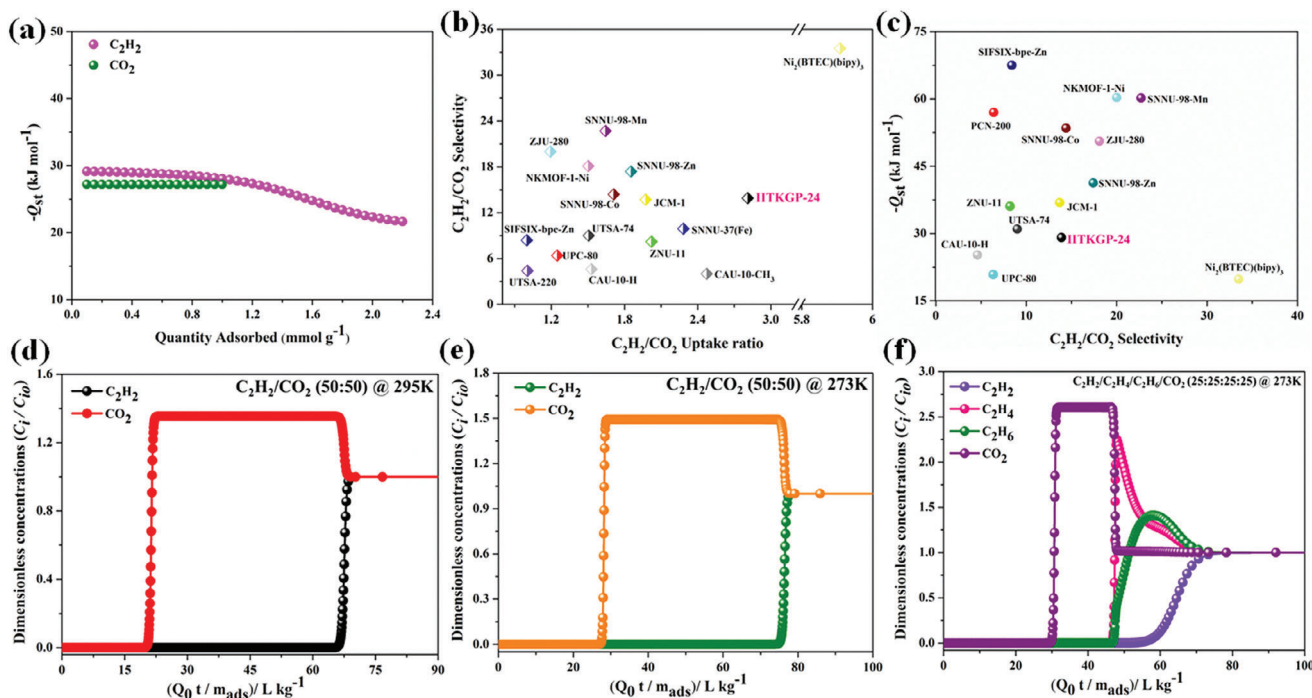 (a)
50
40
30
20
10
-Qst (kJ mol⁻¹)
C₂H₂
CO₂
0.0 0.4 0.8 1.2 1.6 2.0 2.4
Quantity Adsorbed (mmol g⁻¹)
(b)
36
30
24
18
12
6
0
C₂H₂/CO₂ Selectivity
Ni₂(BTEC)(bipy)₃
SNNU-98-Mn
ZJU-280
SNNU-98-Zn
NKMOF-1-Ni
SNNU-98-Co
JCM-1
IITKGP-24
SIFSIX-bpe-Zn
UTSA-74
SNNU-37(Fe)
UPC-80
ZNU-11
UTSA-220
CAU-10-H
CAU-10-CH₃
1.2 1.8 2.4 3.0 5.8 6
C₂H₂/CO₂ Uptake ratio
(c)
75
60
45
30
15
-Qst (kJ mol⁻¹)
SIFSIX-bpe-Zn
NKMOF-1-Ni
SNNU-98-Mn
PCN-200
SNNU-98-Co
ZJU-280
SNNU-98-Zn
ZNU-11
JCM-1
UTSA-74
IITKGP-24
CAU-10-H
UPC-80
Ni₂(BTEC)(bipy)₃
0 10 20 30 40
C₂H₂/CO₂ Selectivity
(d)
1.6
1.2
0.8
0.4
0.0
Dimensionless concentrations (Ci / Ci0)
C₂H₂
CO₂
C₂H₂/CO₂ (50:50) @ 295K
0 15 30 45 60 75 90
(Q₀ t / mads)/ L kg⁻¹
(e)
1.8
1.5
1.2
0.9
0.6
0.3
0.0
Dimensionless concentrations (Ci / Ci0)
C₂H₂
CO₂
C₂H₂/CO₂ (50:50) @ 273K
0 20 40 60 80 100
(Q₀ t / mads)/ L kg⁻¹
(f)
3.0
2.5
2.0
1.5
1.0
0.5
0.0
Dimensionless concentrations (Ci / Ci0)
C₂H₂/C₂H₄/C₂H₆/CO₂ (25:25:25:25) @ 273K
C₂H₂
C₂H₄
C₂H₆
CO₂
0 20 40 60 80 100
(Q₀ t / mads)/ L kg⁻¹